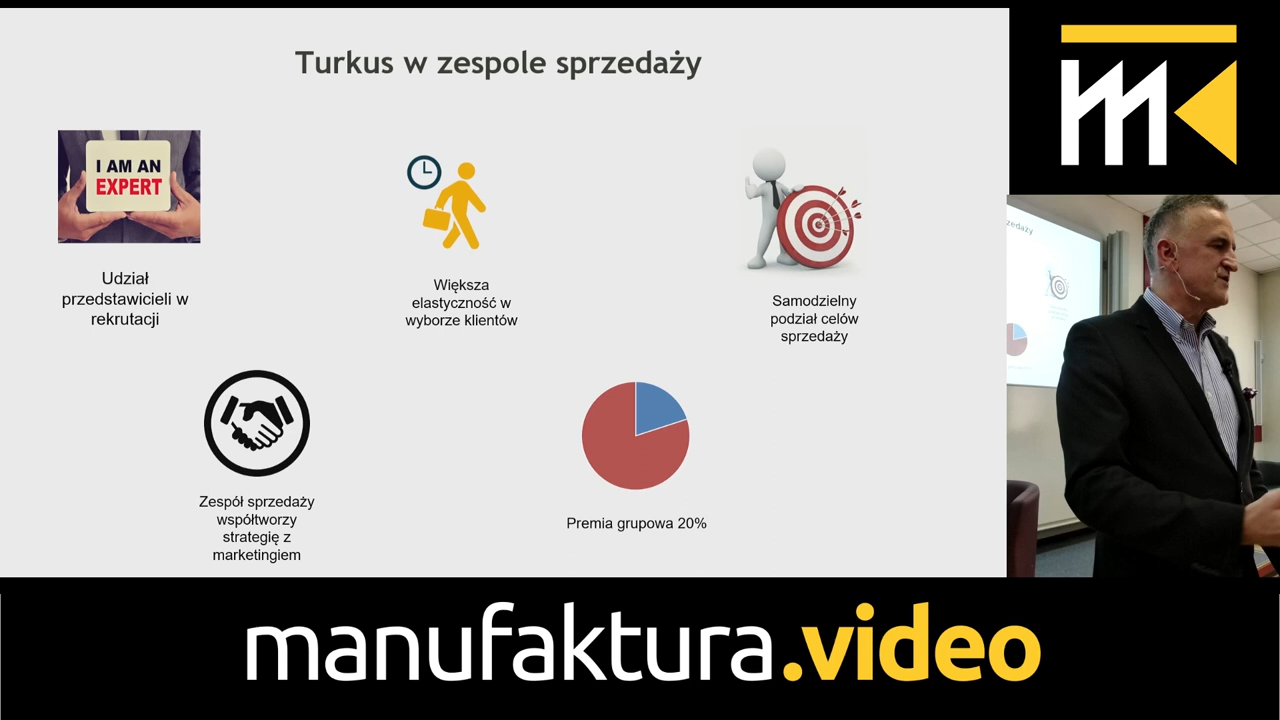 Turkus w zespole sprzedaży
I AM AN
EXPERT
Udział
przedstawicieli w
rekrutacji
Większa
elastyczność w
wyborze klientów
Samodzielny
podział celów
sprzedaży
Zespół sprzedaży
współtworzy
strategię z
marketingiem
Premia grupowa 20%
zedaży
manufaktura.video